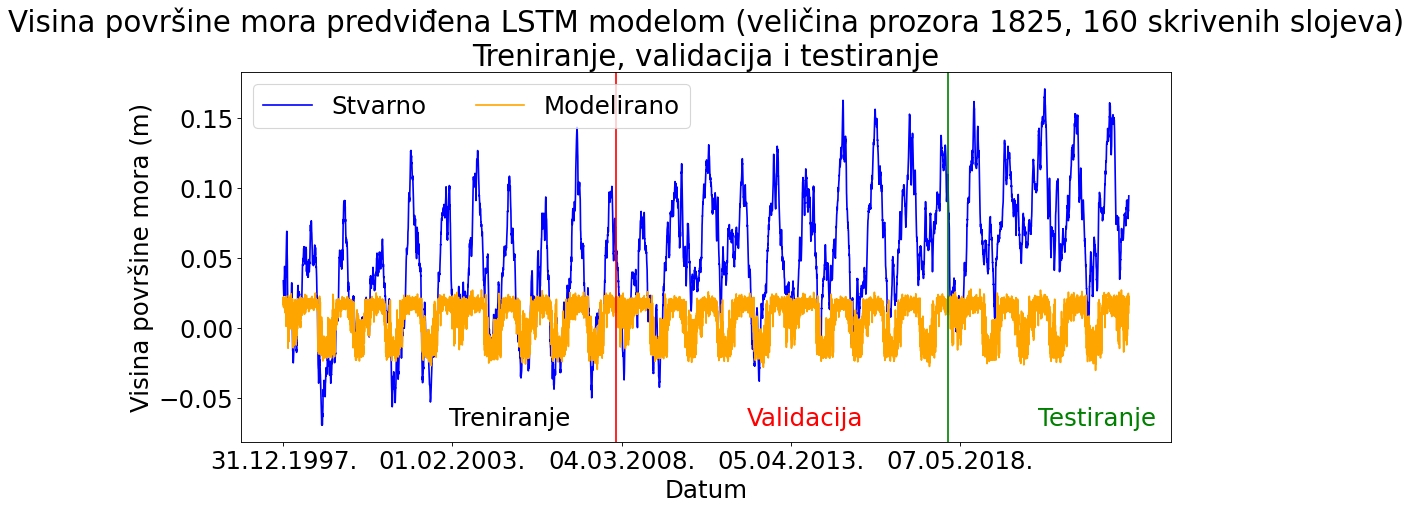 Visina površine mora predviđena LSTM modelom (veličina prozora 1825, 160 skrivenih slojeva)
Treniranje, validacija i testiranje
Stvarno
Modelirano
Visina površine mora (m)
0.15
0.10
0.05
0.00
−0.05
Treniranje
Validacija
Testiranje
31.12.1997.
01.02.2003.
04.03.2008.
05.04.2013.
07.05.2018.
Datum